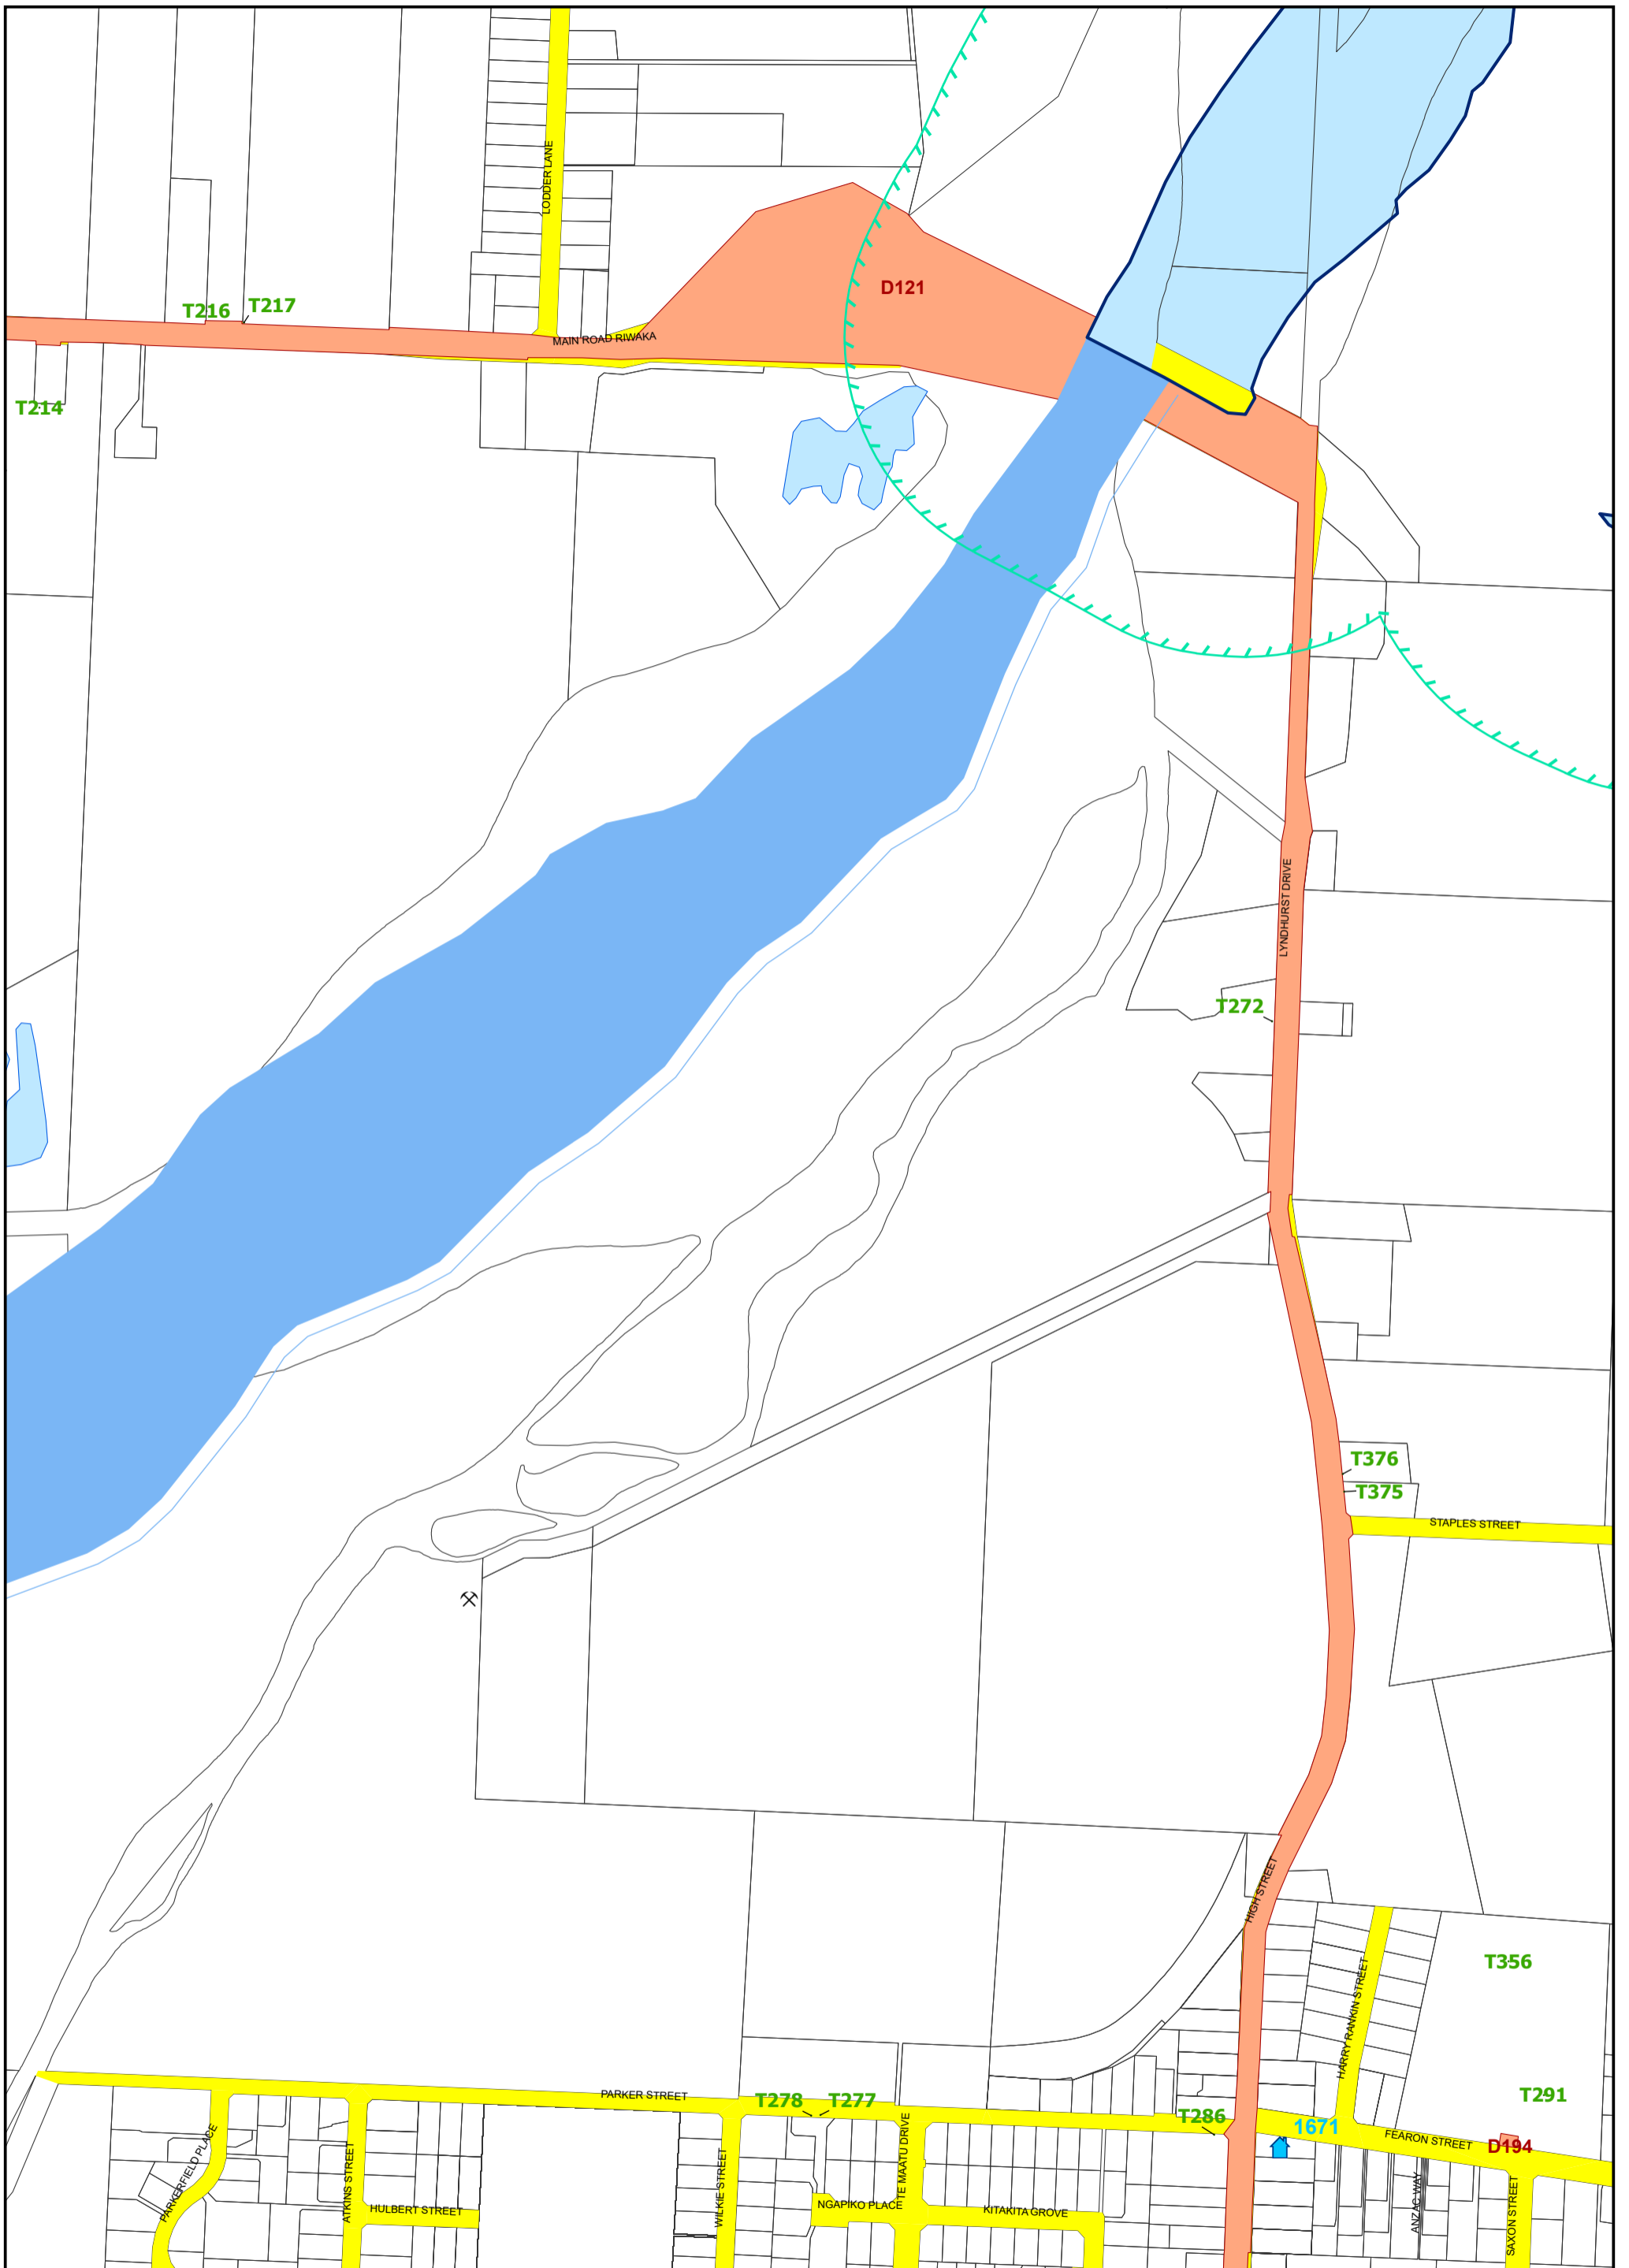 LODDER LANE
D121
T216
T217
MAIN ROAD RIWAKA
T214
LYNDHURST DRIVE
T272
T376
T375
STAPLES STREET
HIGH STREET
T356
HARRY RANKIN STREET
PARKER STREET
T278
T277
T291
T286
1671
FEARON STREET
D194
PARKERFIELD PLACE
ATKINS STREET
HULBERT STREET
WILKIE STREET
TE MAATU DRIVE
NGAPIKO PLACE
KITAKITA GROVE
ANZAC WAY
SAXON STREET